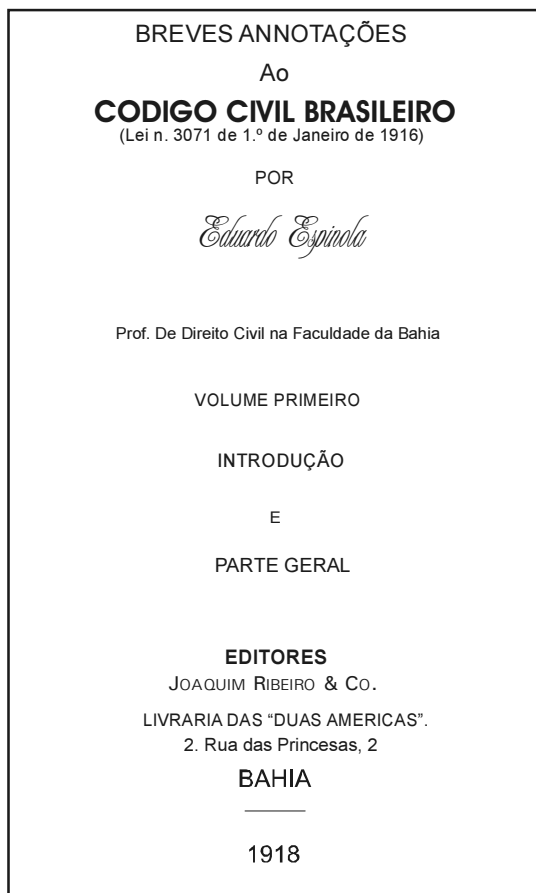 BREVES ANNOTAÇÕES
Ao
CODIGO CIVIL BRASILEIRO
(Lei n. 3071 de 1.º de Janeiro de 1916)
POR
Eduardo Espinola
Prof. De Direito Civil na Faculdade da Bahia
VOLUME PRIMEIRO
INTRODUÇÃO
E
PARTE GERAL
EDITORES
JOAQUIM RIBEIRO & CO.
LIVRARIA DAS “DUAS AMERICAS”.
2. Rua das Princesas, 2
BAHIA
1918